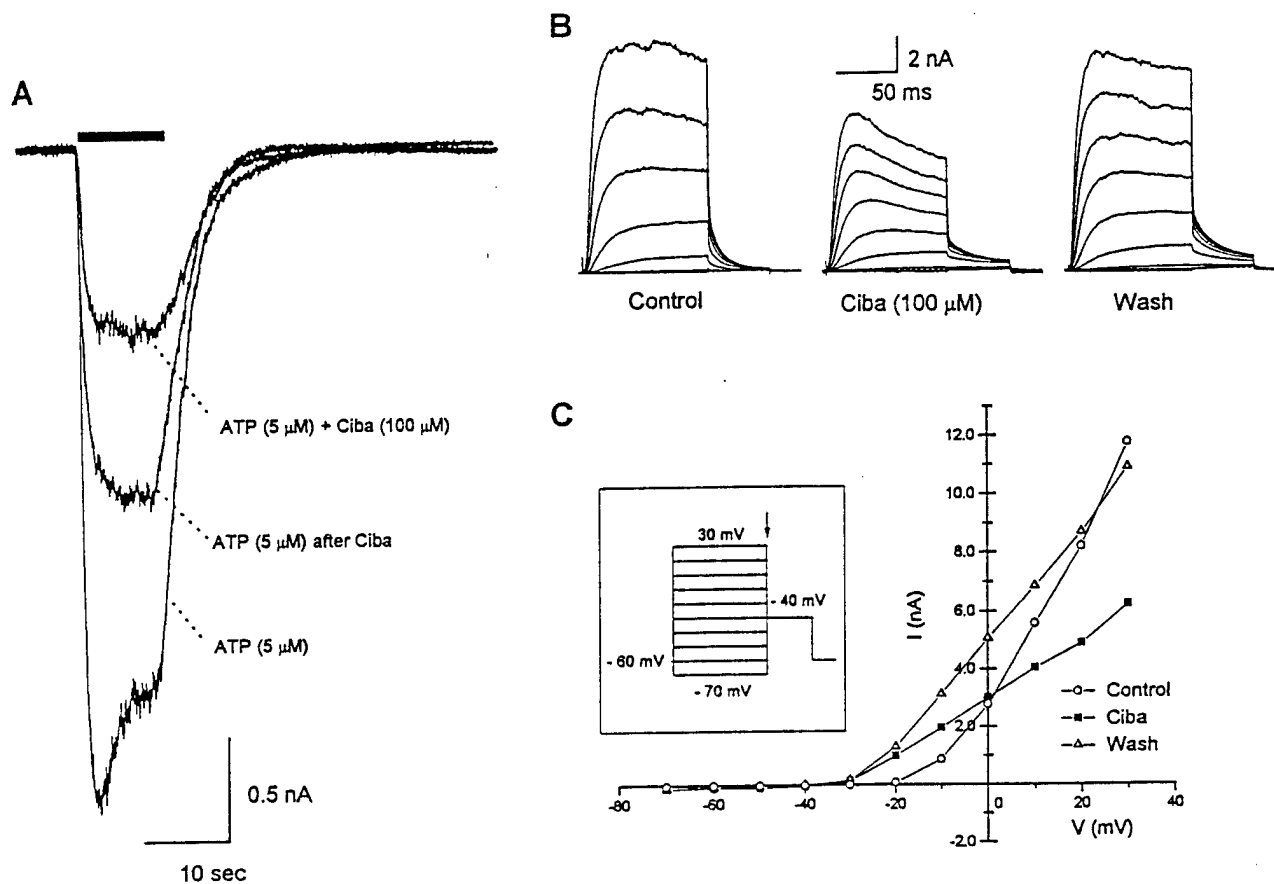 A
ATP (5 µM) + Ciba (100 µM)
ATP (5 µM) after Ciba
ATP (5 µM)
0.5 nA
10 sec
B
2 nA
50 ms
Control
Ciba (100 µM)
Wash
C
30 mV
- 40 mV
- 60 mV
- 70 mV
12.0
10.0
8.0
6.0
4.0
2.0
-2.0
I (nA)
-80
-60
-40
-20
0
20
40
V (mV)
Control
Ciba
Wash